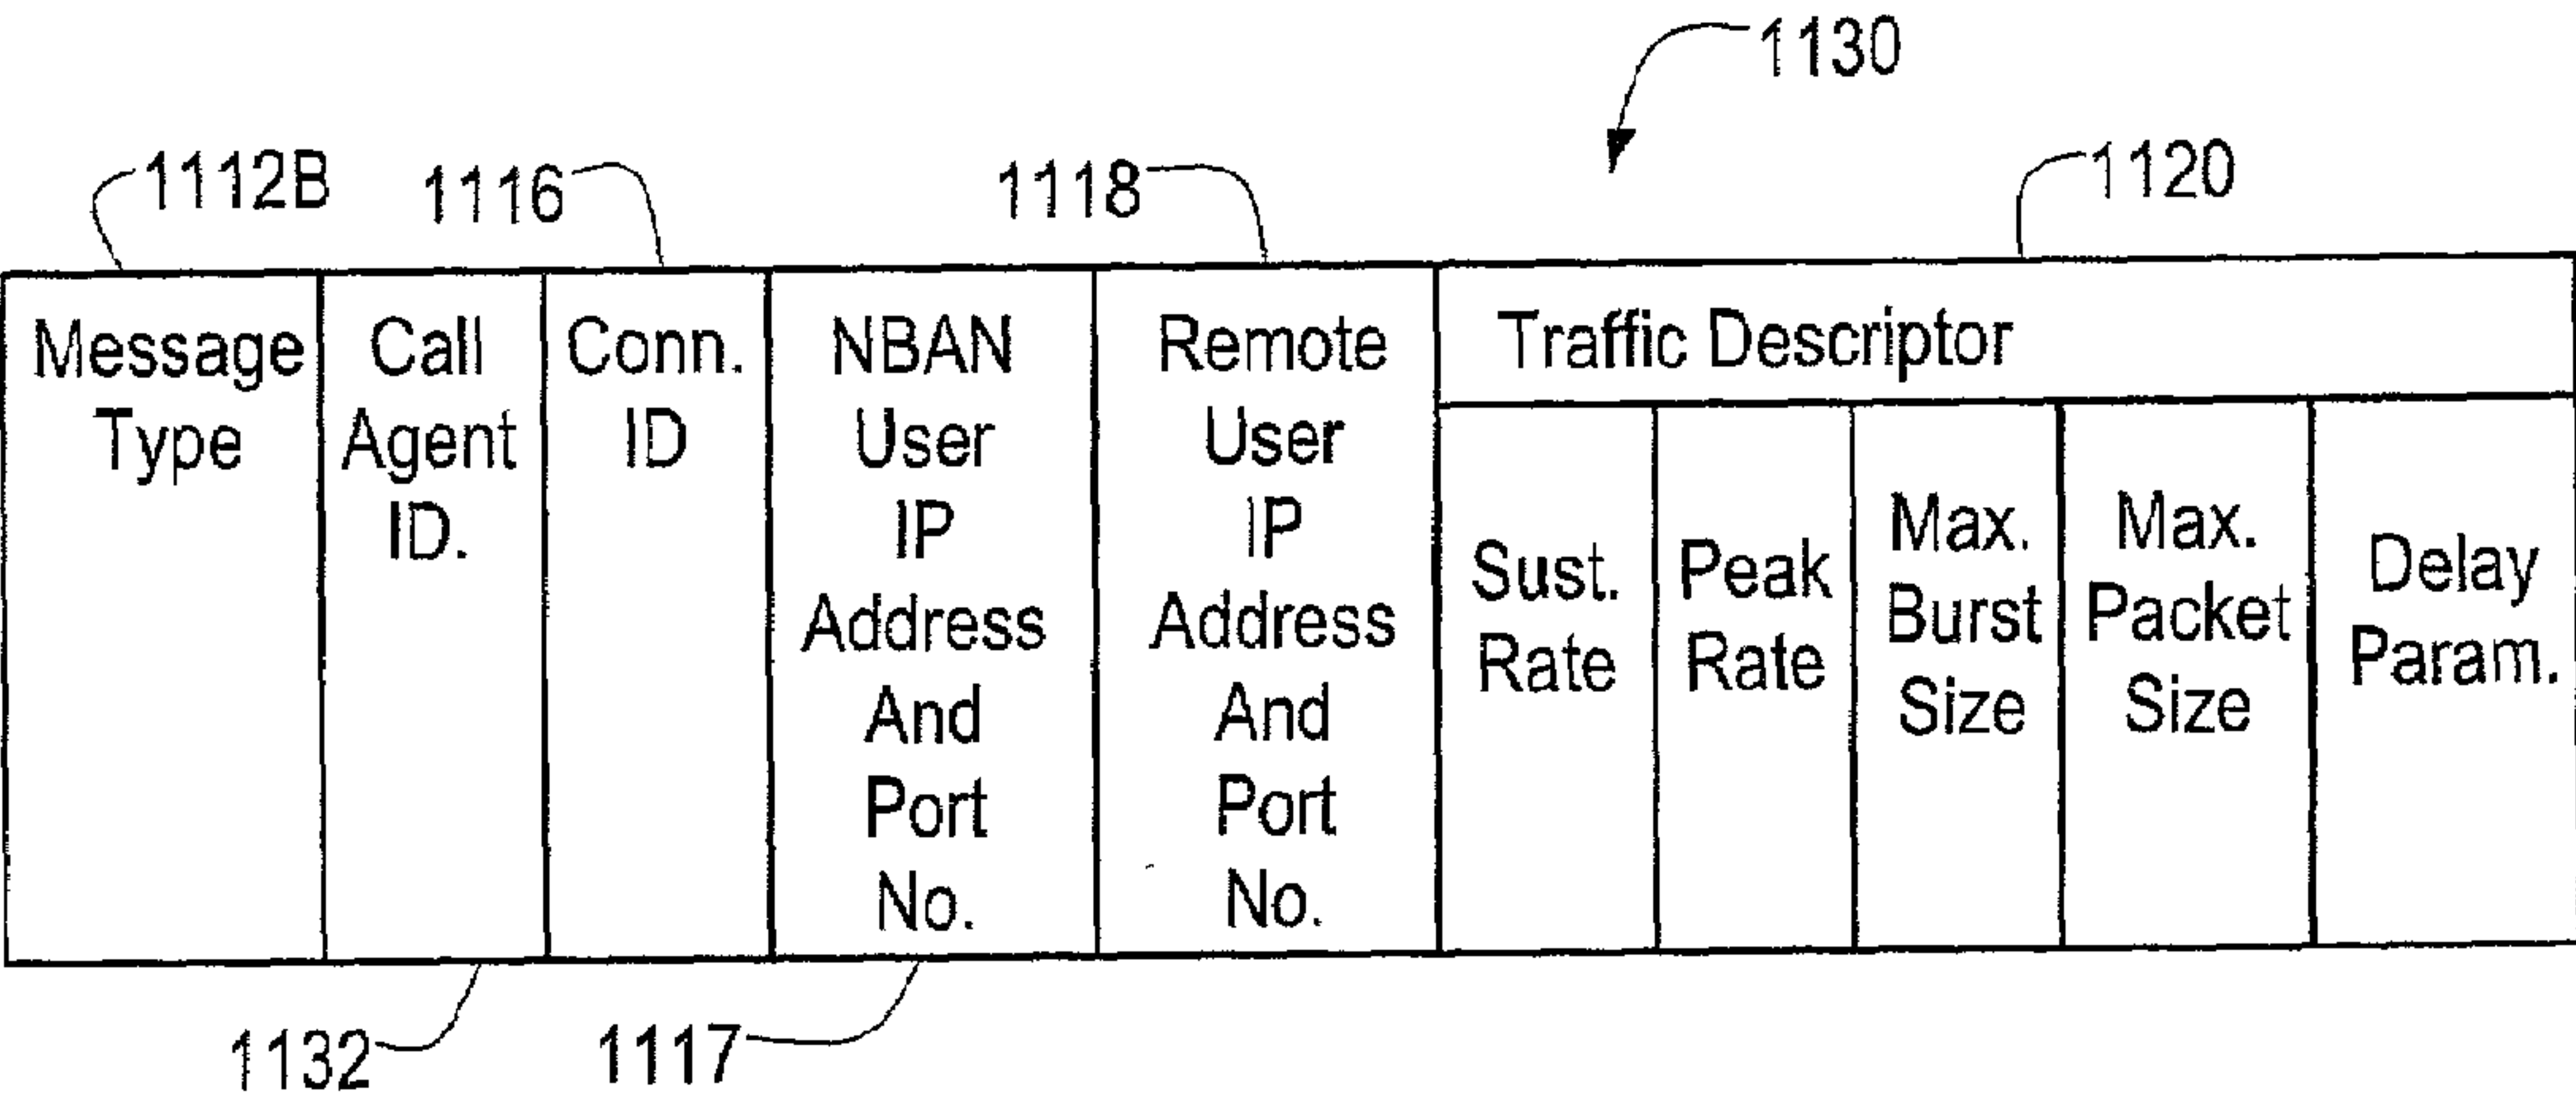 1130
1112B
1116
1118
1120
Message
Type
Call
Agent
ID.
Conn.
ID
NBAN
User
IP
Address
And
Port
No.
Remote
User
IP
Address
And
Port
No.
Traffic Descriptor
Sust.
Rate
Peak
Rate
Max.
Burst
Size
Max.
Packet
Size
Delay
Param.
1132
1117